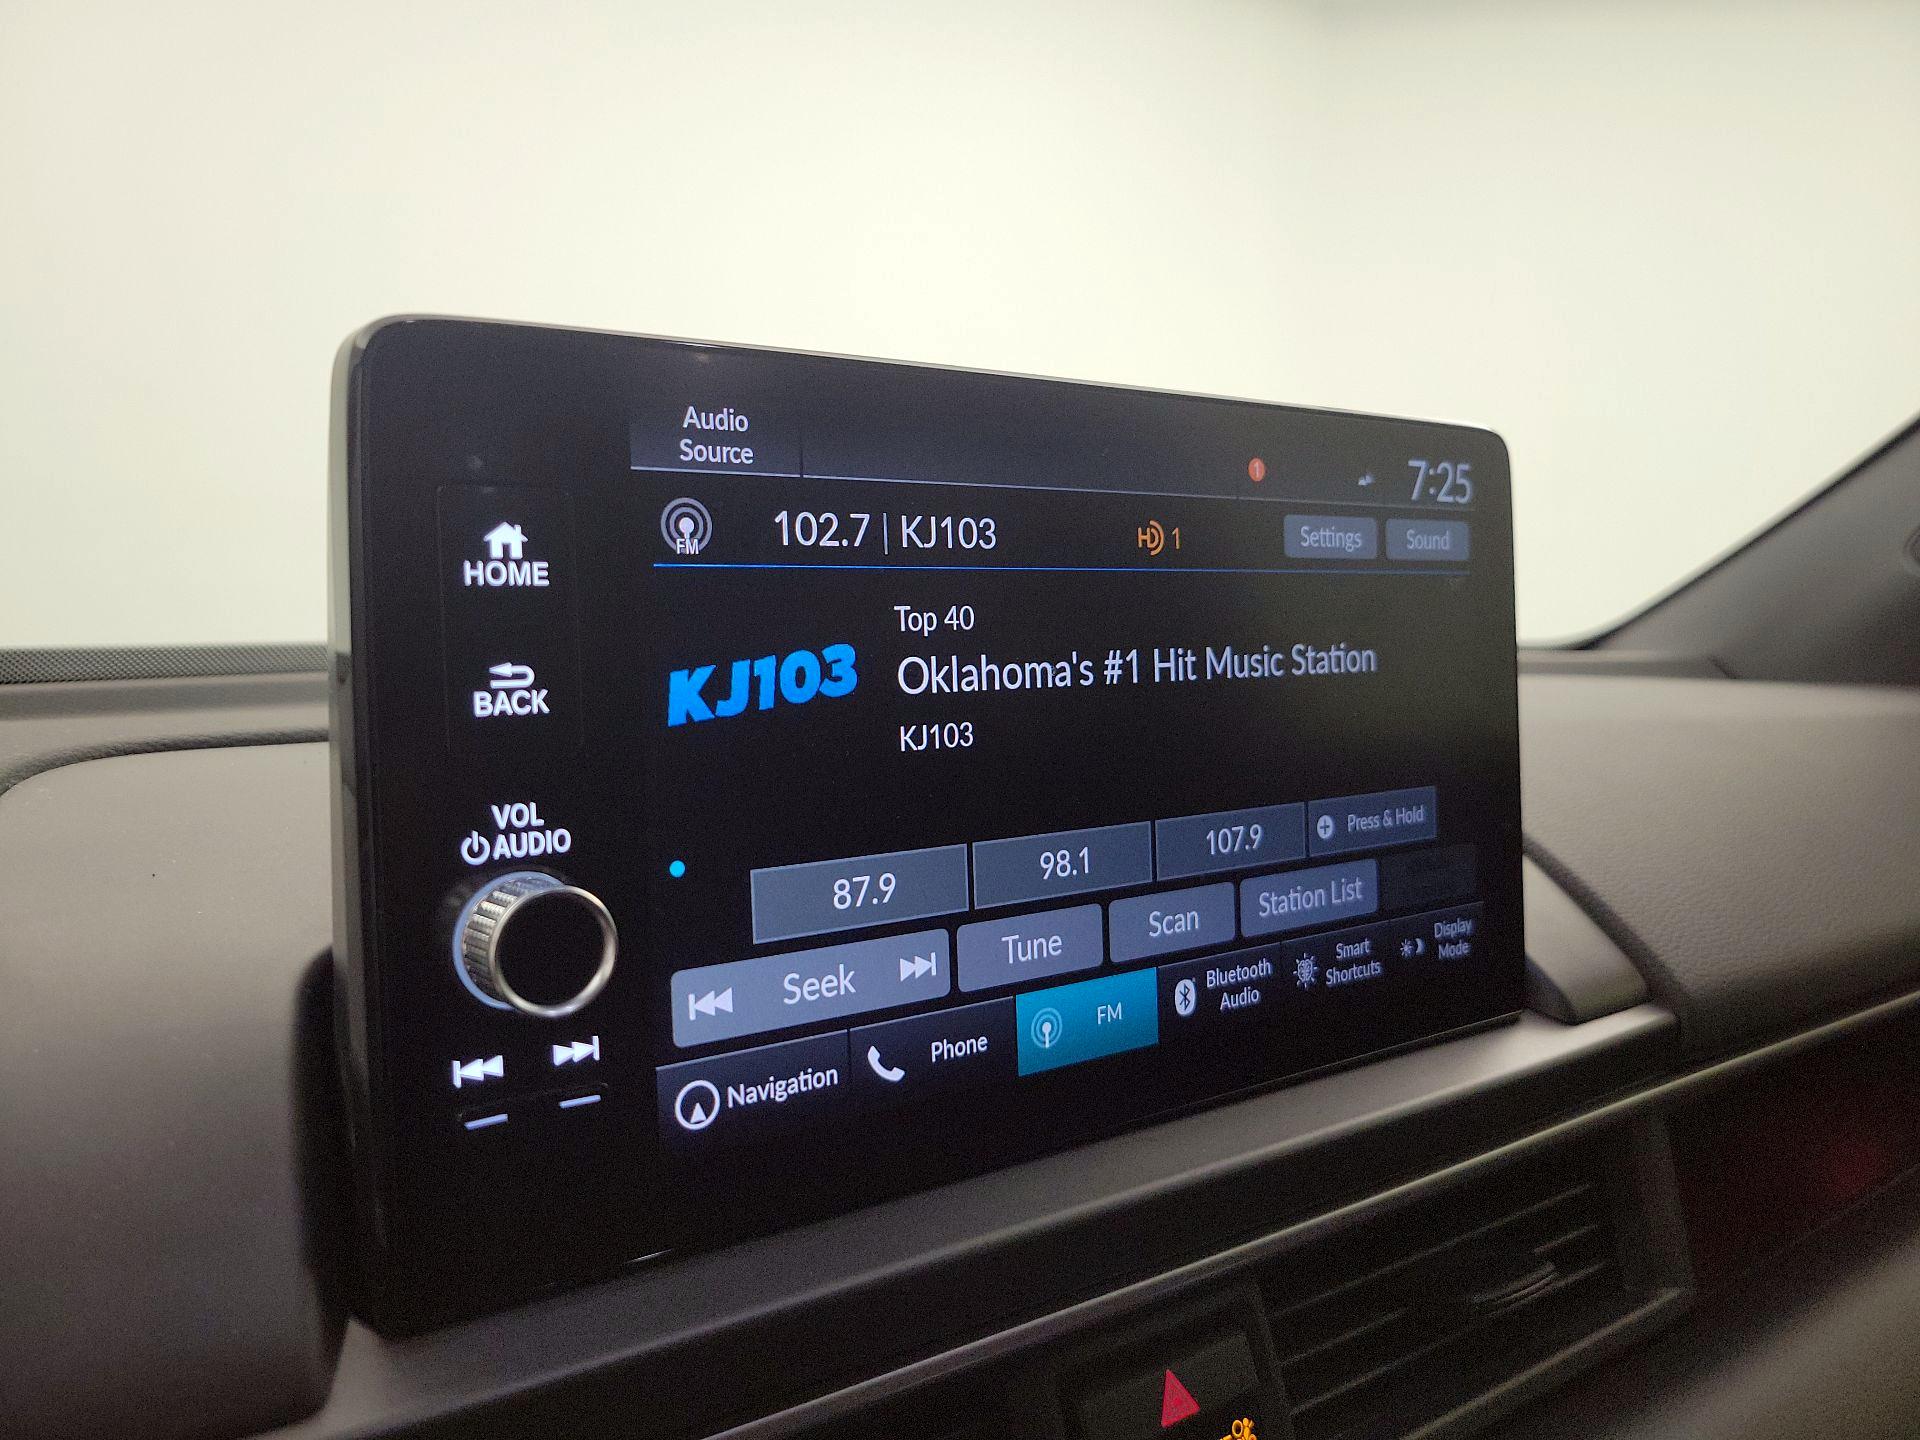 Audio
Source
1
7:25
FM
102.7 | KJ103
HD 1
Settings
Sound
HOME
BACK
VOL
AUDIO
KJ103
Top 40
Oklahoma's #1 Hit Music Station
KJ103
87.9
98.1
107.9
Press & Hold
Seek
Tune
Scan
Station List
Navigation
Phone
FM
Bluetooth
Audio
Smart
Shortcuts
Display
Mode